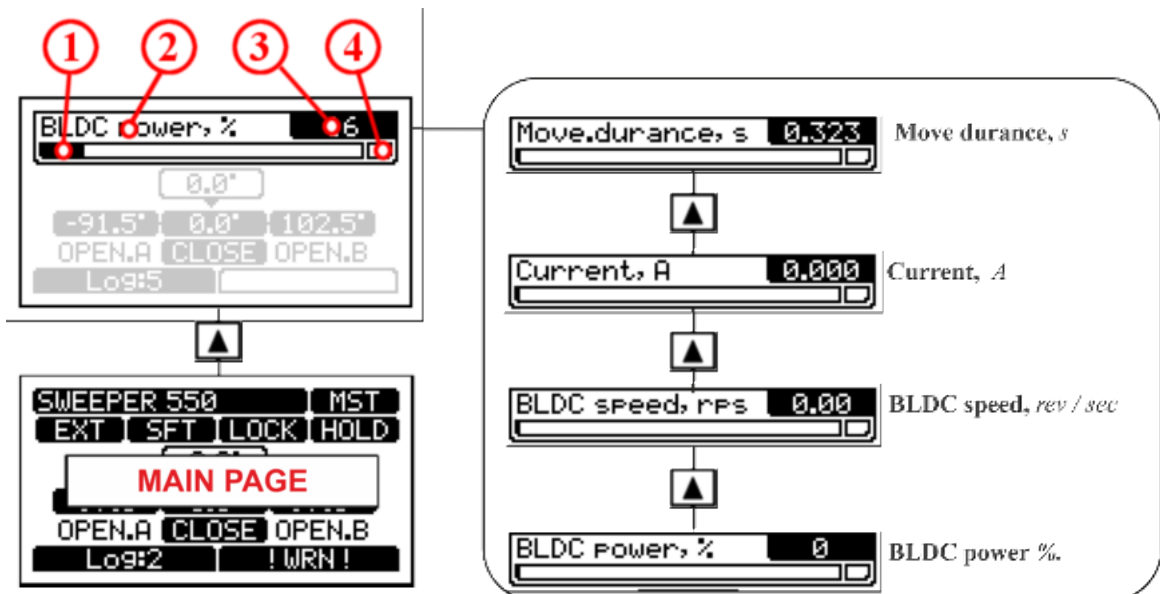 1 2 3 4
BLDC power, %
6
0.0°
-91.5° 0.0° 102.5°
OPEN.A CLOSE OPEN.B
Log:5
SWEEPER 550 MST
EXT SFT LOCK HOLD
MAIN PAGE
OPEN.A CLOSE OPEN.B
Log:2 !WRN!
Move.durance, s 0.323 Move durance, s
Current, A 0.000 Current, A
BLDC speed, rps 0.00 BLDC speed, rev / sec
BLDC power, % 0 BLDC power %.